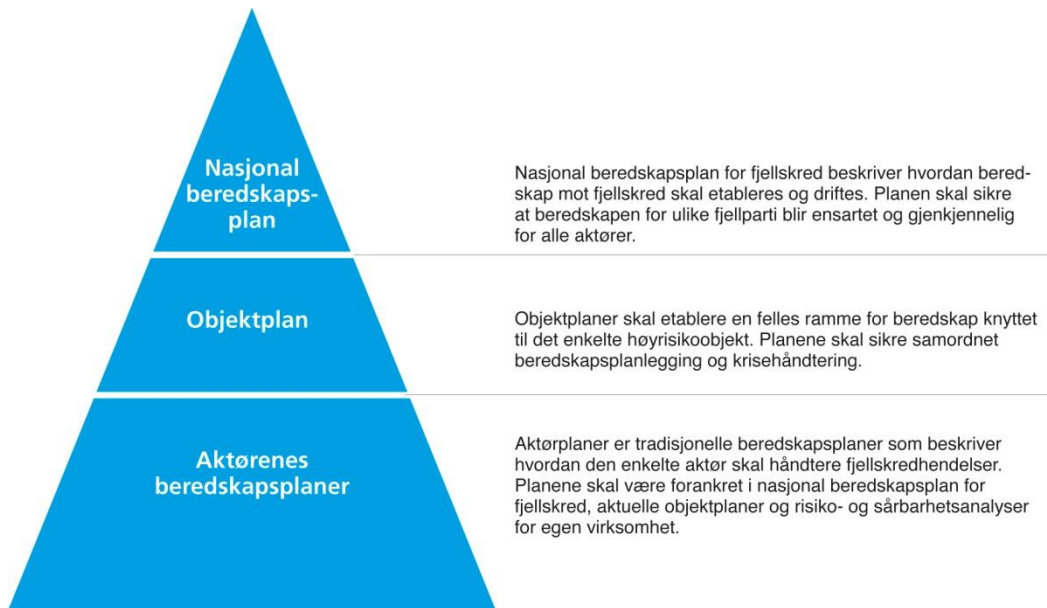 Nasjonal
beredskaps-
plan
Nasjonal beredskapsplan for fjellskred beskriver hvordan bered-
skap mot fjellskred skal etableres og driftes. Planen skal sikre
at beredskapen for ulike fjellparti blir ensartet og gjenkjennelig
for alle aktører.
Objektplan
Objektplaner skal etablere en felles ramme for beredskap knyttet
til det enkelte høyrisikoobjekt. Planene skal sikre samordnet
beredskapsplanlegging og krisehåndtering.
Aktørenes
beredskapsplaner
Aktørplaner er tradisjonelle beredskapsplaner som beskriver
hvordan den enkelte aktør skal håndtere fjellskredhendelser.
Planene skal være forankret i nasjonal beredskapsplan for
fjellskred, aktuelle objektplaner og risiko- og sårbarhetsanalyser
for egen virksomhet.